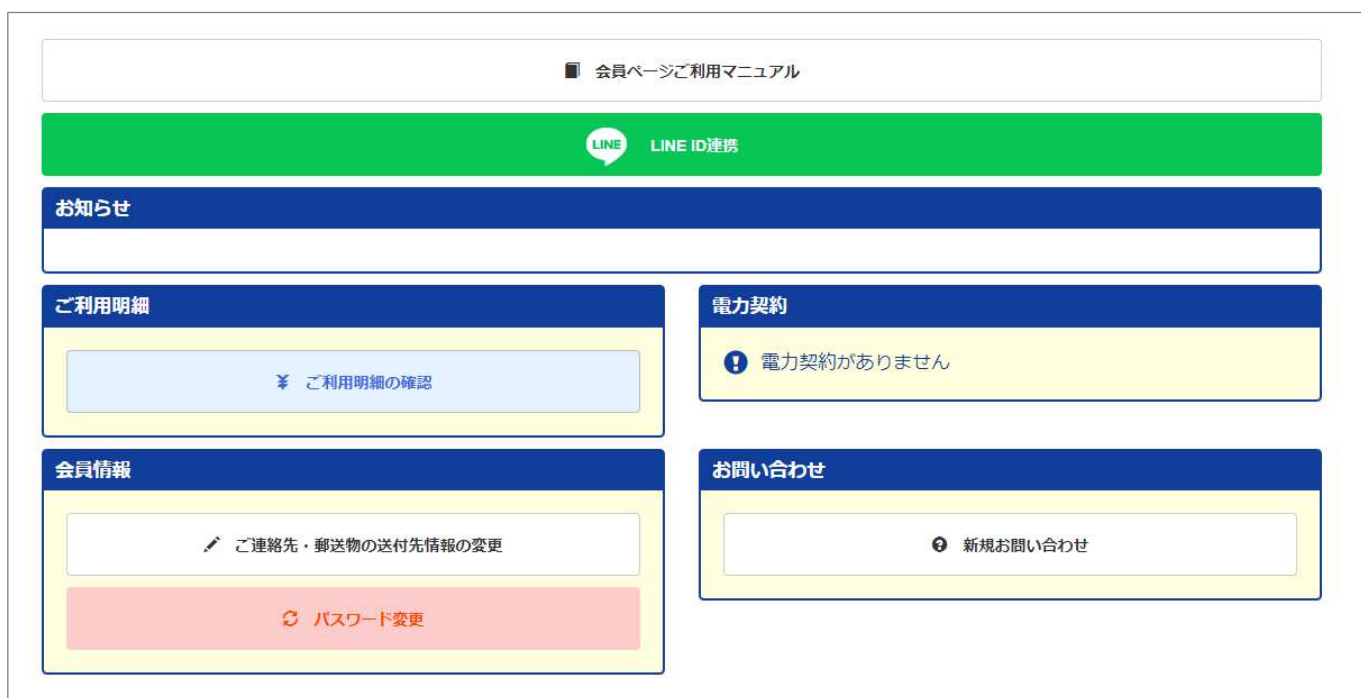 会員ページご利用マニュアル
LINE LINE ID連携
お知らせ
ご利用明細
¥ ご利用明細の確認
電力契約
電力契約がありません
会員情報
ご連絡先・郵送物の送付先情報の変更
パスワード変更
お問い合わせ
新規お問い合わせ